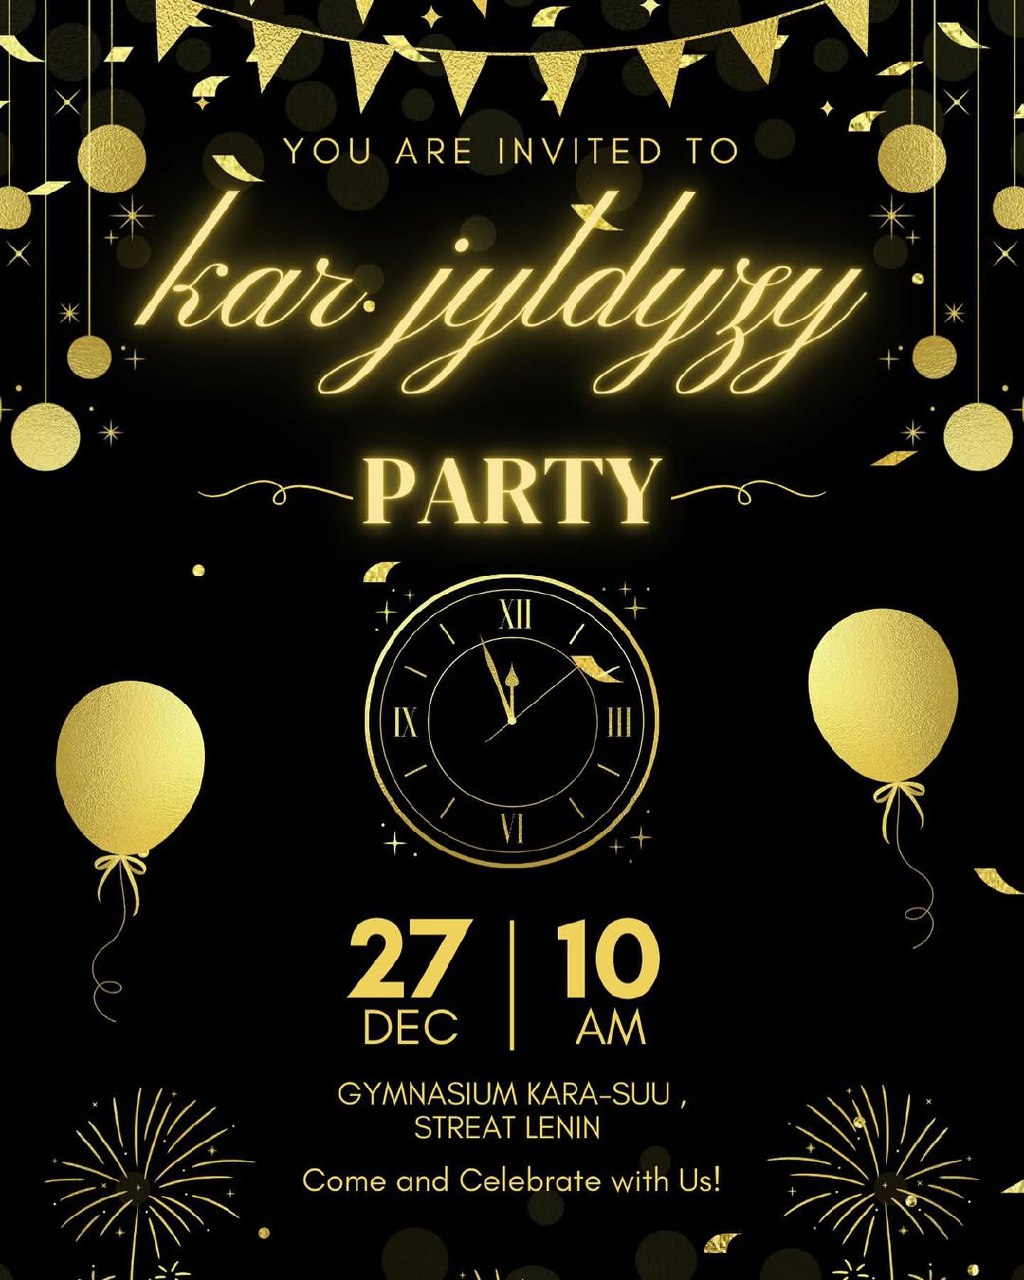 YOU ARE INVITED TO
kar jyldyzy
PARTY
XII
IX
III
VI
27
DEC
10
AM
GYMNASIUM KARA-SUU ,
STREAT LENIN
Come and Celebrate with Us!